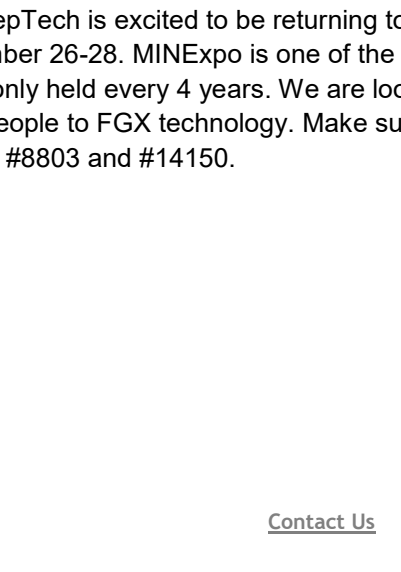 epTech is excited to be returning to
ber 26-28. MINExpo is one of the
only held every 4 years. We are loo
eople to FGX technology. Make su
#8803 and #14150.
Contact Us